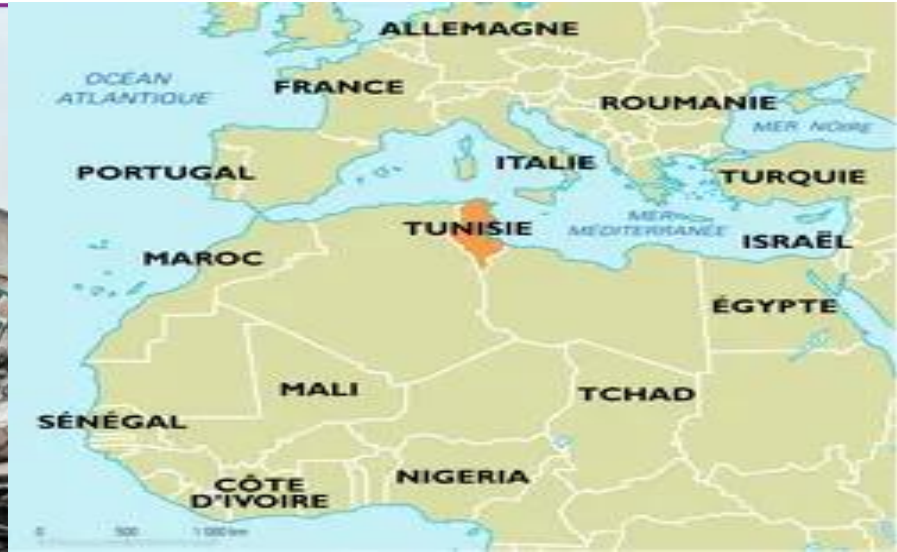 ALLEMAGNE
OCÉAN
ATLANTIQUE
FRANCE
ROUMANIE
MER NOIRE
PORTUGAL
ITALIE
TURQUIE
TUNISIE
MER
MÉDITERRANÉE
ISRAËL
MAROC
ÉGYPTE
MALI
TCHAD
SÉNÉGAL
CÔTE
D'IVOIRE
NIGERIA
0 500 1 000 km